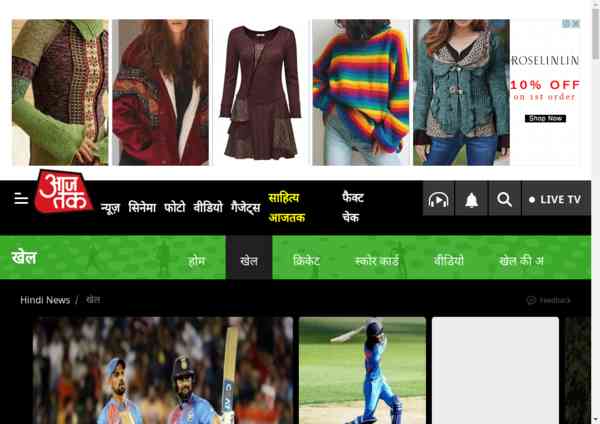 ROSELINLIN
10% OFF
on 1st order
Shop Now
आज
तक
न्यूज़ सिनेमा फोटो वीडियो गैजेट्स साहित्य आजतक फैक्ट चेक
LIVE TV
खेल
होम खेल क्रिकेट स्कोर कार्ड वीडियो खेल की अ
Hindi News / खेल
Feedback